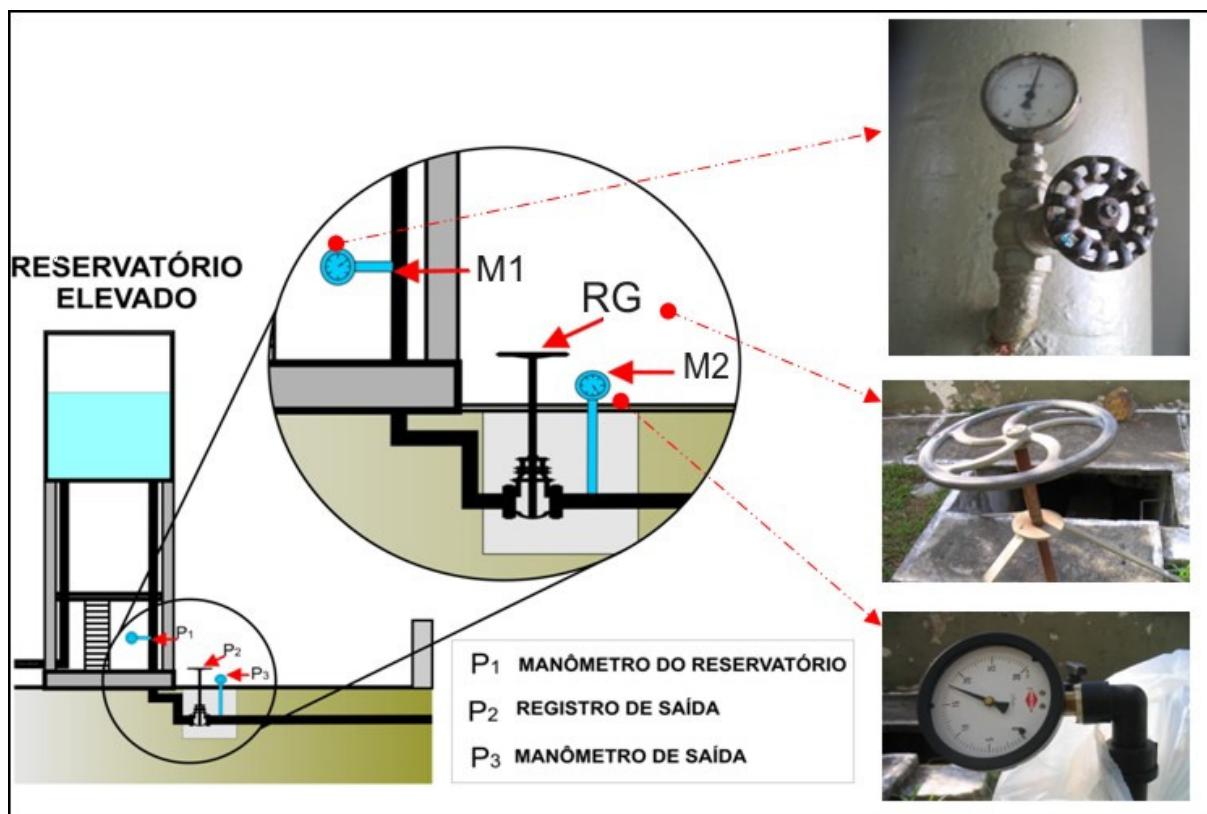 M1
RG
RESERVATÓRIO
ELEVADO
M2
P1
P2
P3
P1 MANÔMETRO DO RESERVATÓRIO
P2 REGISTRO DE SAÍDA
P3 MANÔMETRO DE SAÍDA